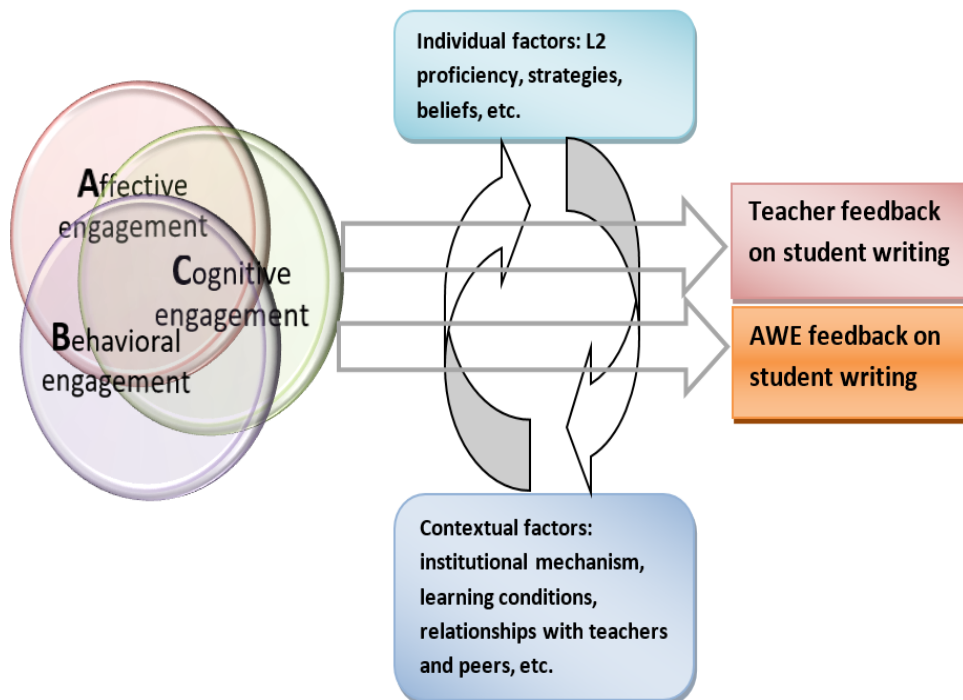 Individual factors: L2
proficiency, strategies,
beliefs, etc.
Affective
engagement
Cognitive
engagement
Behavioral
engagement
Teacher feedback
on student writing
AWE feedback on
student writing
Contextual factors:
institutional mechanism,
learning conditions,
relationships with teachers
and peers, etc.